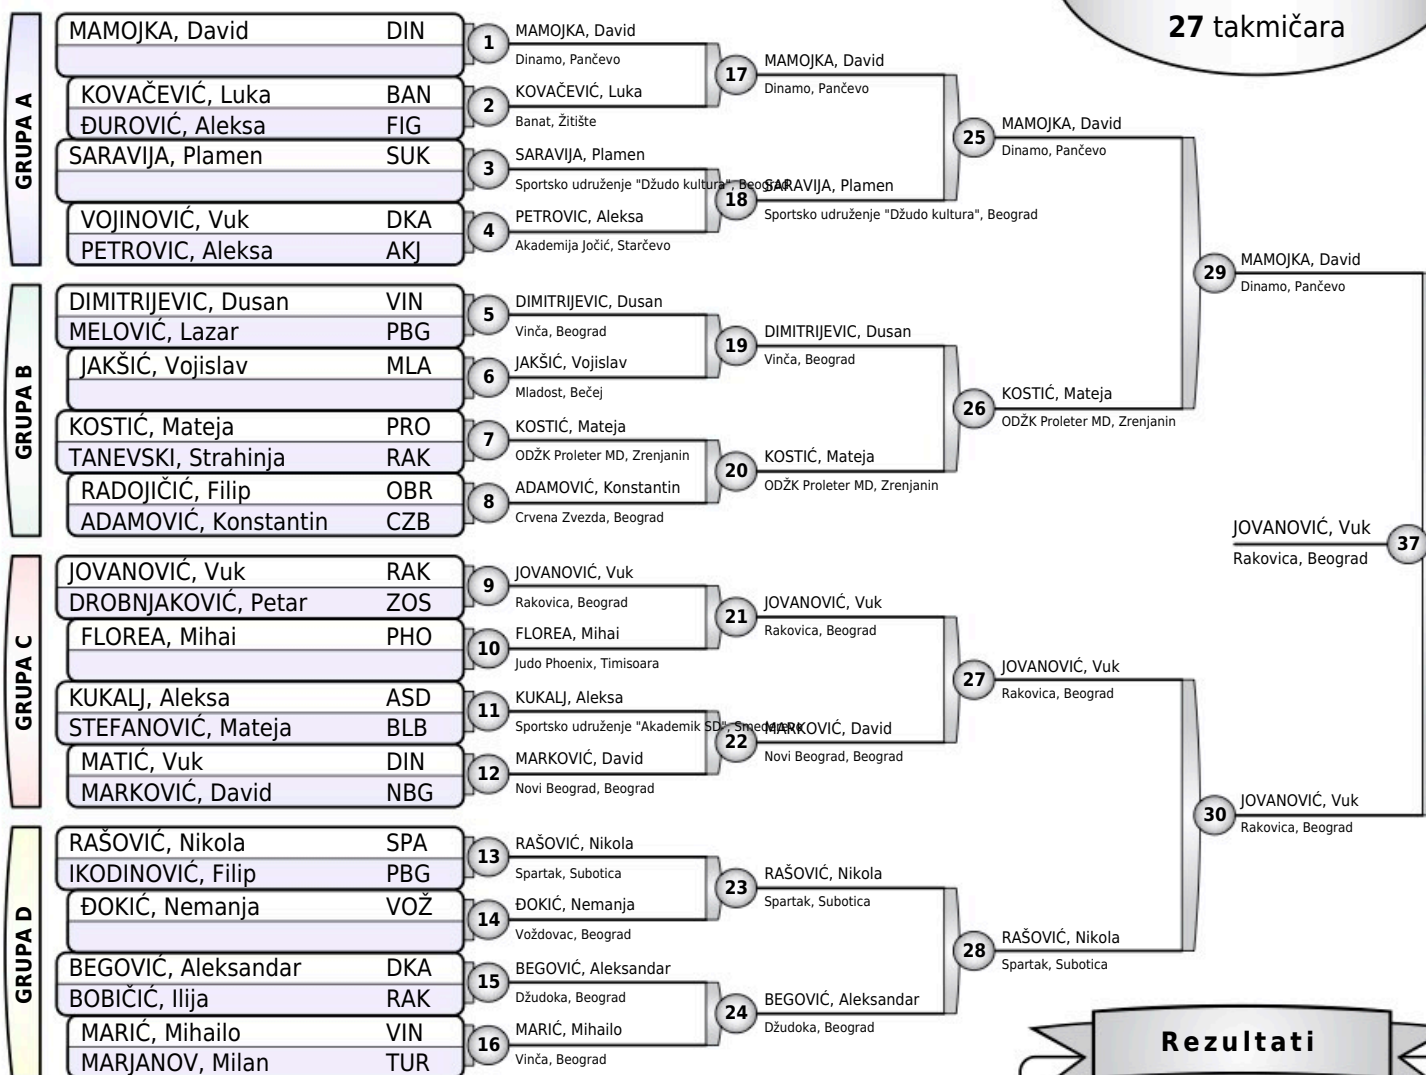 27 takmičara
GRUPA A
MAMOJKA, David DIN
KOVAČEVIĆ, Luka BAN
ĐUROVIĆ, Aleksa FIG
SARAVIJA, Plamen SUK
VOJINOVIĆ, Vuk DKA
PETROVIC, Aleksa AKJ
GRUPA B
DIMITRIJEVIC, Dusan VIN
MELOVIĆ, Lazar PBG
JAKŠIĆ, Vojislav MLA
KOSTIĆ, Mateja PRO
TANEVSKI, Strahinja RAK
RADOJIČIĆ, Filip OBR
ADAMOVIĆ, Konstantin CZB
GRUPA C
JOVANOVIĆ, Vuk RAK
DROBNJAKOVIĆ, Petar ZOS
FLOREA, Mihai PHO
KUKALJ, Aleksa ASD
STEFANOVIĆ, Mateja BLB
MATIĆ, Vuk DIN
MARKOVIĆ, David NBG
GRUPA D
RAŠOVIĆ, Nikola SPA
IKODINOVIĆ, Filip PBG
ĐOKIĆ, Nemanja VOŽ
BEGOVIĆ, Aleksandar DKA
BOBIČIĆ, Ilija RAK
MARIĆ, Mihailo VIN
MARJANOV, Milan TUR
1
MAMOJKA, David
Dinamo, Pančevo
2
KOVAČEVIĆ, Luka
Banat, Žitište
3
SARAVIJA, Plamen
Sportsko udruženje "Džudo kultura", Beograd
4
PETROVIC, Aleksa
Akademija Jočić, Starčevo
5
DIMITRIJEVIC, Dusan
Vinča, Beograd
6
JAKŠIĆ, Vojislav
Mladost, Bečej
7
KOSTIĆ, Mateja
ODŽK Proleter MD, Zrenjanin
8
ADAMOVIĆ, Konstantin
Crvena Zvezda, Beograd
9
JOVANOVIĆ, Vuk
Rakovica, Beograd
10
FLOREA, Mihai
Judo Phoenix, Timisoara
11
KUKALJ, Aleksa
Sportsko udruženje "Akademik SD",
12
MARKOVIĆ, David
Novi Beograd, Beograd
13
RAŠOVIĆ, Nikola
Spartak, Subotica
14
ĐOKIĆ, Nemanja
Voždovac, Beograd
15
BEGOVIĆ, Aleksandar
Džudoka, Beograd
16
MARIĆ, Mihailo
Vinča, Beograd
17
MAMOJKA, David
Dinamo, Pančevo
18
SARAVIJA, Plamen
Sportsko udruženje "Džudo kultura", Beograd
19
DIMITRIJEVIC, Dusan
Vinča, Beograd
20
KOSTIĆ, Mateja
ODŽK Proleter MD, Zrenjanin
21
JOVANOVIĆ, Vuk
Rakovica, Beograd
22
MARKOVIĆ, David
Novi Beograd, Beograd
23
RAŠOVIĆ, Nikola
Spartak, Subotica
24
BEGOVIĆ, Aleksandar
Džudoka, Beograd
25
MAMOJKA, David
Dinamo, Pančevo
26
KOSTIĆ, Mateja
ODŽK Proleter MD, Zrenjanin
27
JOVANOVIĆ, Vuk
Rakovica, Beograd
28
RAŠOVIĆ, Nikola
Spartak, Subotica
29
MAMOJKA, David
Dinamo, Pančevo
30
JOVANOVIĆ, Vuk
Rakovica, Beograd
JOVANOVIĆ, Vuk
Rakovica, Beograd
37
Rezultati